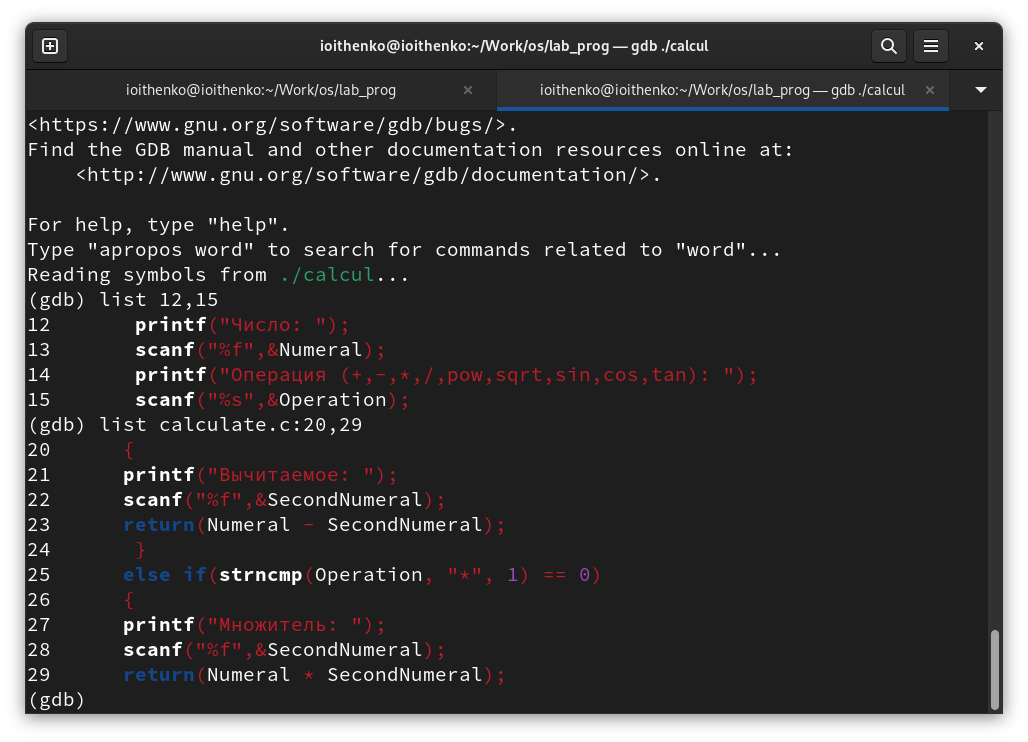 ioithenko@ioithenko:~/Work/os/lab_prog — gdb ./calcul
ioithenko@ioithenko:~/Work/os/lab_prog
ioithenko@ioithenko:~/Work/os/lab_prog — gdb ./calcul
<https://www.gnu.org/software/gdb/bugs/>.
Find the GDB manual and other documentation resources online at:
    <http://www.gnu.org/software/gdb/documentation/>.

For help, type "help".
Type "apropos word" to search for commands related to "word"...
Reading symbols from ./calcul...
(gdb) list 12,15
12       printf("Число: ");
13       scanf("%f",&Numeral);
14       printf("Операция (+,-,*,/,pow,sqrt,sin,cos,tan): ");
15       scanf("%s",&Operation);
(gdb) list calculate.c:20,29
20      {
21      printf("Вычитаемое: ");
22      scanf("%f",&SecondNumeral);
23      return(Numeral - SecondNumeral);
24       }
25      else if(strncmp(Operation, "*", 1) == 0)
26      {
27      printf("Множитель: ");
28      scanf("%f",&SecondNumeral);
29      return(Numeral * SecondNumeral);
(gdb)